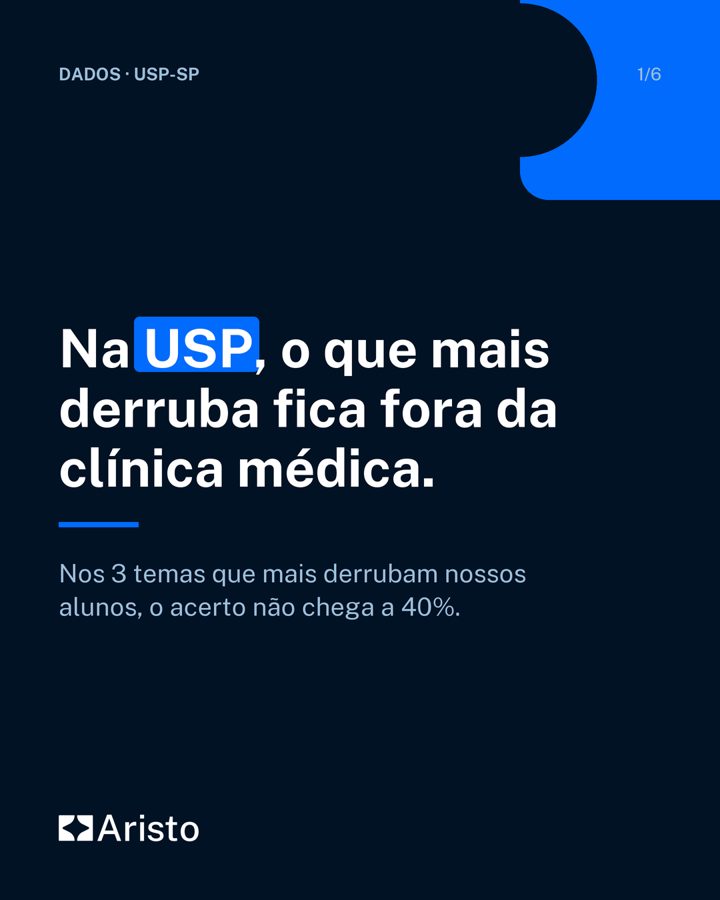 DADOS · USP-SP
1/6
Na USP, o que mais
derruba fica fora da
clínica médica.
Nos 3 temas que mais derrubam nossos
alunos, o acerto não chega a 40%.
Aristo